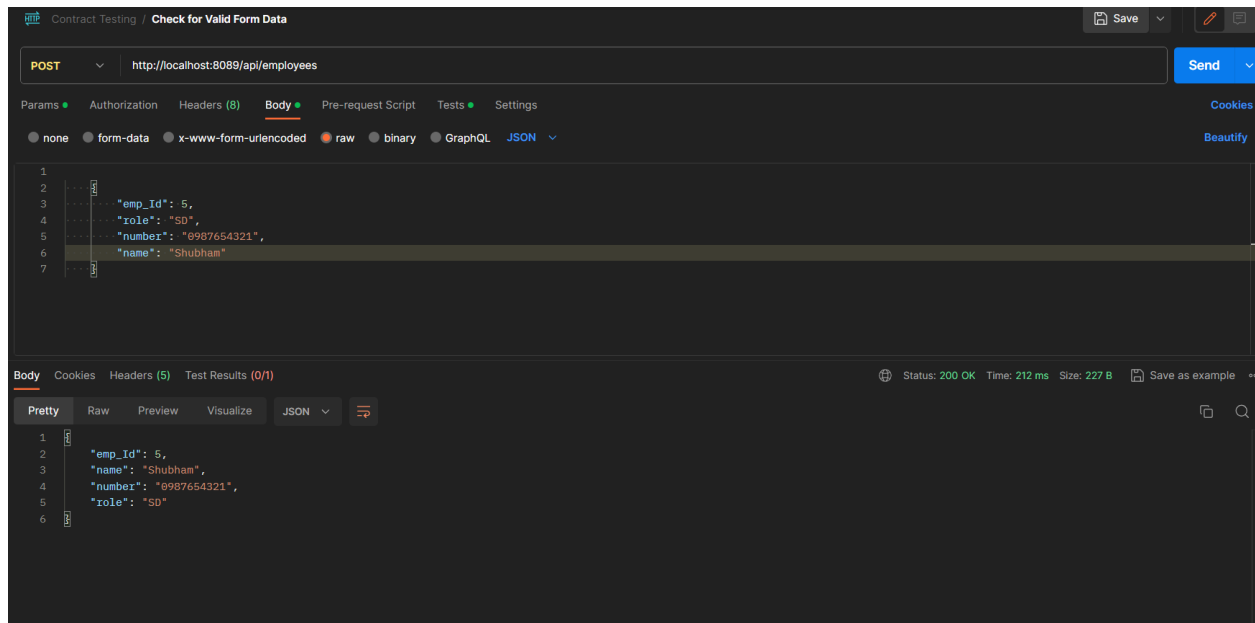 HTTP Contract Testing / Check for Valid Form Data Save
POST http://localhost:8089/api/employees Send
Params Authorization Headers (8) Body Pre-request Script Tests Settings Cookies
none form-data x-www-form-urlencoded raw binary GraphQL JSON Beautify
1
2 {
3 "emp_Id": 5,
4 "role": "SD",
5 "number": "0987654321",
6 "name": "Shubham"
7 }
Body Cookies Headers (5) Test Results (0/1) Status: 200 OK Time: 212 ms Size: 227 B Save as example
Pretty Raw Preview Visualize JSON
1 {
2 "emp_Id": 5,
3 "name": "Shubham",
4 "number": "0987654321",
5 "role": "SD"
6 }